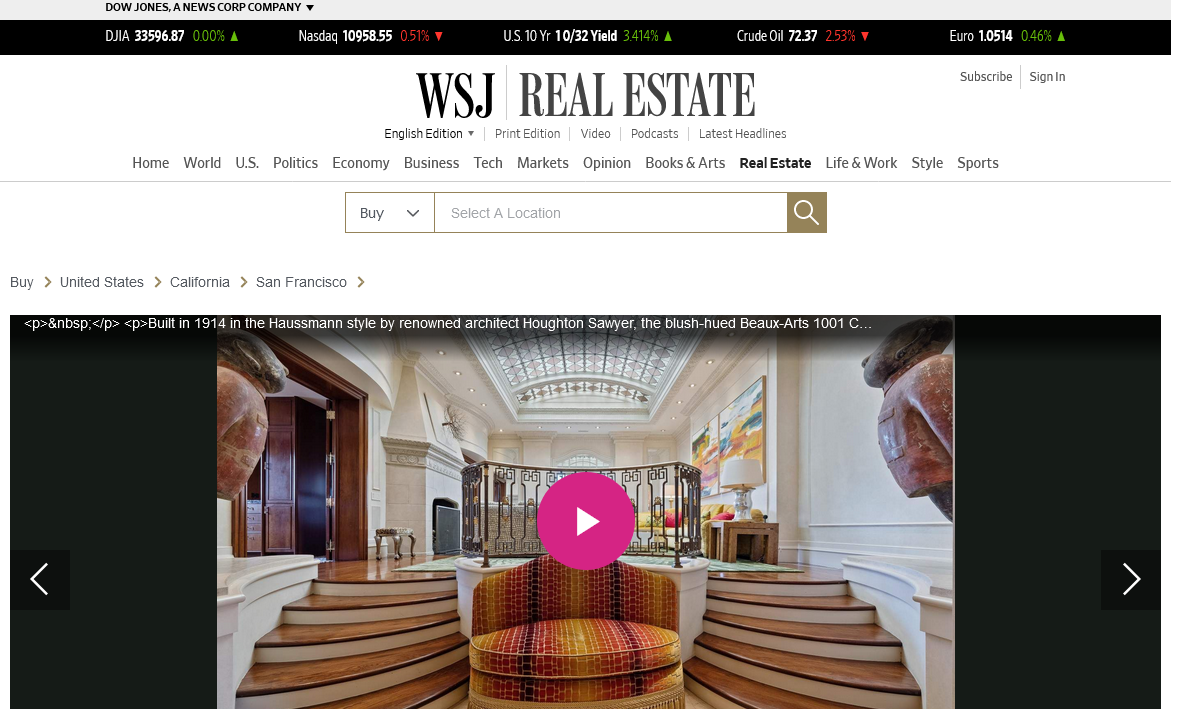 DOW JONES, A NEWS CORP COMPANY
DJIA 33596.87 0.00% Nasdaq 10958.55 0.51% U.S. 10 Yr 1 0/32 Yield 3.414% Crude Oil 72.37 2.53% Euro 1.0514 0.46%
Subscribe Sign In
WSJ REAL ESTATE
English Edition Print Edition Video Podcasts Latest Headlines
Home World U.S. Politics Economy Business Tech Markets Opinion Books & Arts Real Estate Life & Work Style Sports
Buy Select A Location
Buy United States California San Francisco
<p>&nbsp;</p> <p>Built in 1914 in the Haussmann style by renowned architect Houghton Sawyer, the blush-hued Beaux-Arts 1001 C…